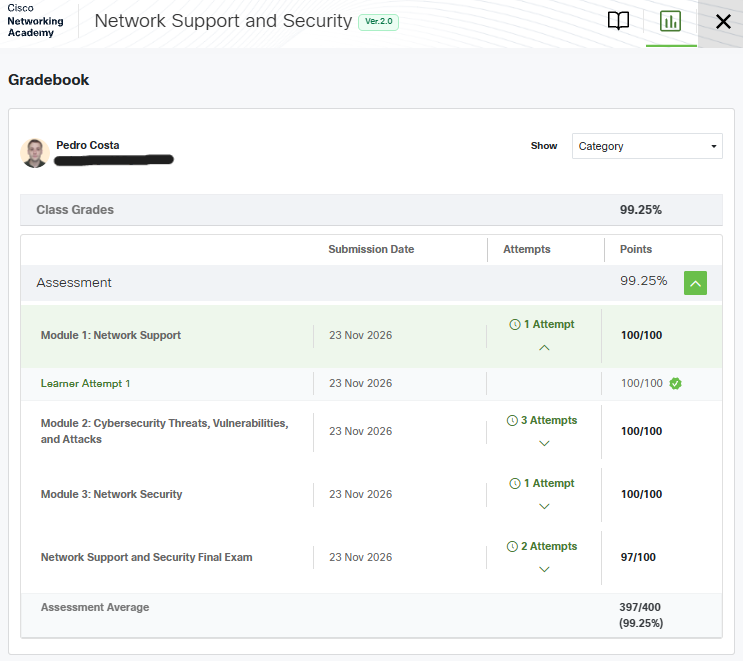 Cisco
Networking
Academy
Network Support and Security Ver.2.0
Gradebook
Pedro Costa
Show Category
Class Grades 99.25%
Submission Date Attempts Points
Assessment 99.25%
Module 1: Network Support 23 Nov 2026 1 Attempt 100/100
Learner Attempt 1 23 Nov 2026 100/100
Module 2: Cybersecurity Threats, Vulnerabilities,
and Attacks 23 Nov 2026 3 Attempts 100/100
Module 3: Network Security 23 Nov 2026 1 Attempt 100/100
Network Support and Security Final Exam 23 Nov 2026 2 Attempts 97/100
Assessment Average 397/400
(99.25%)